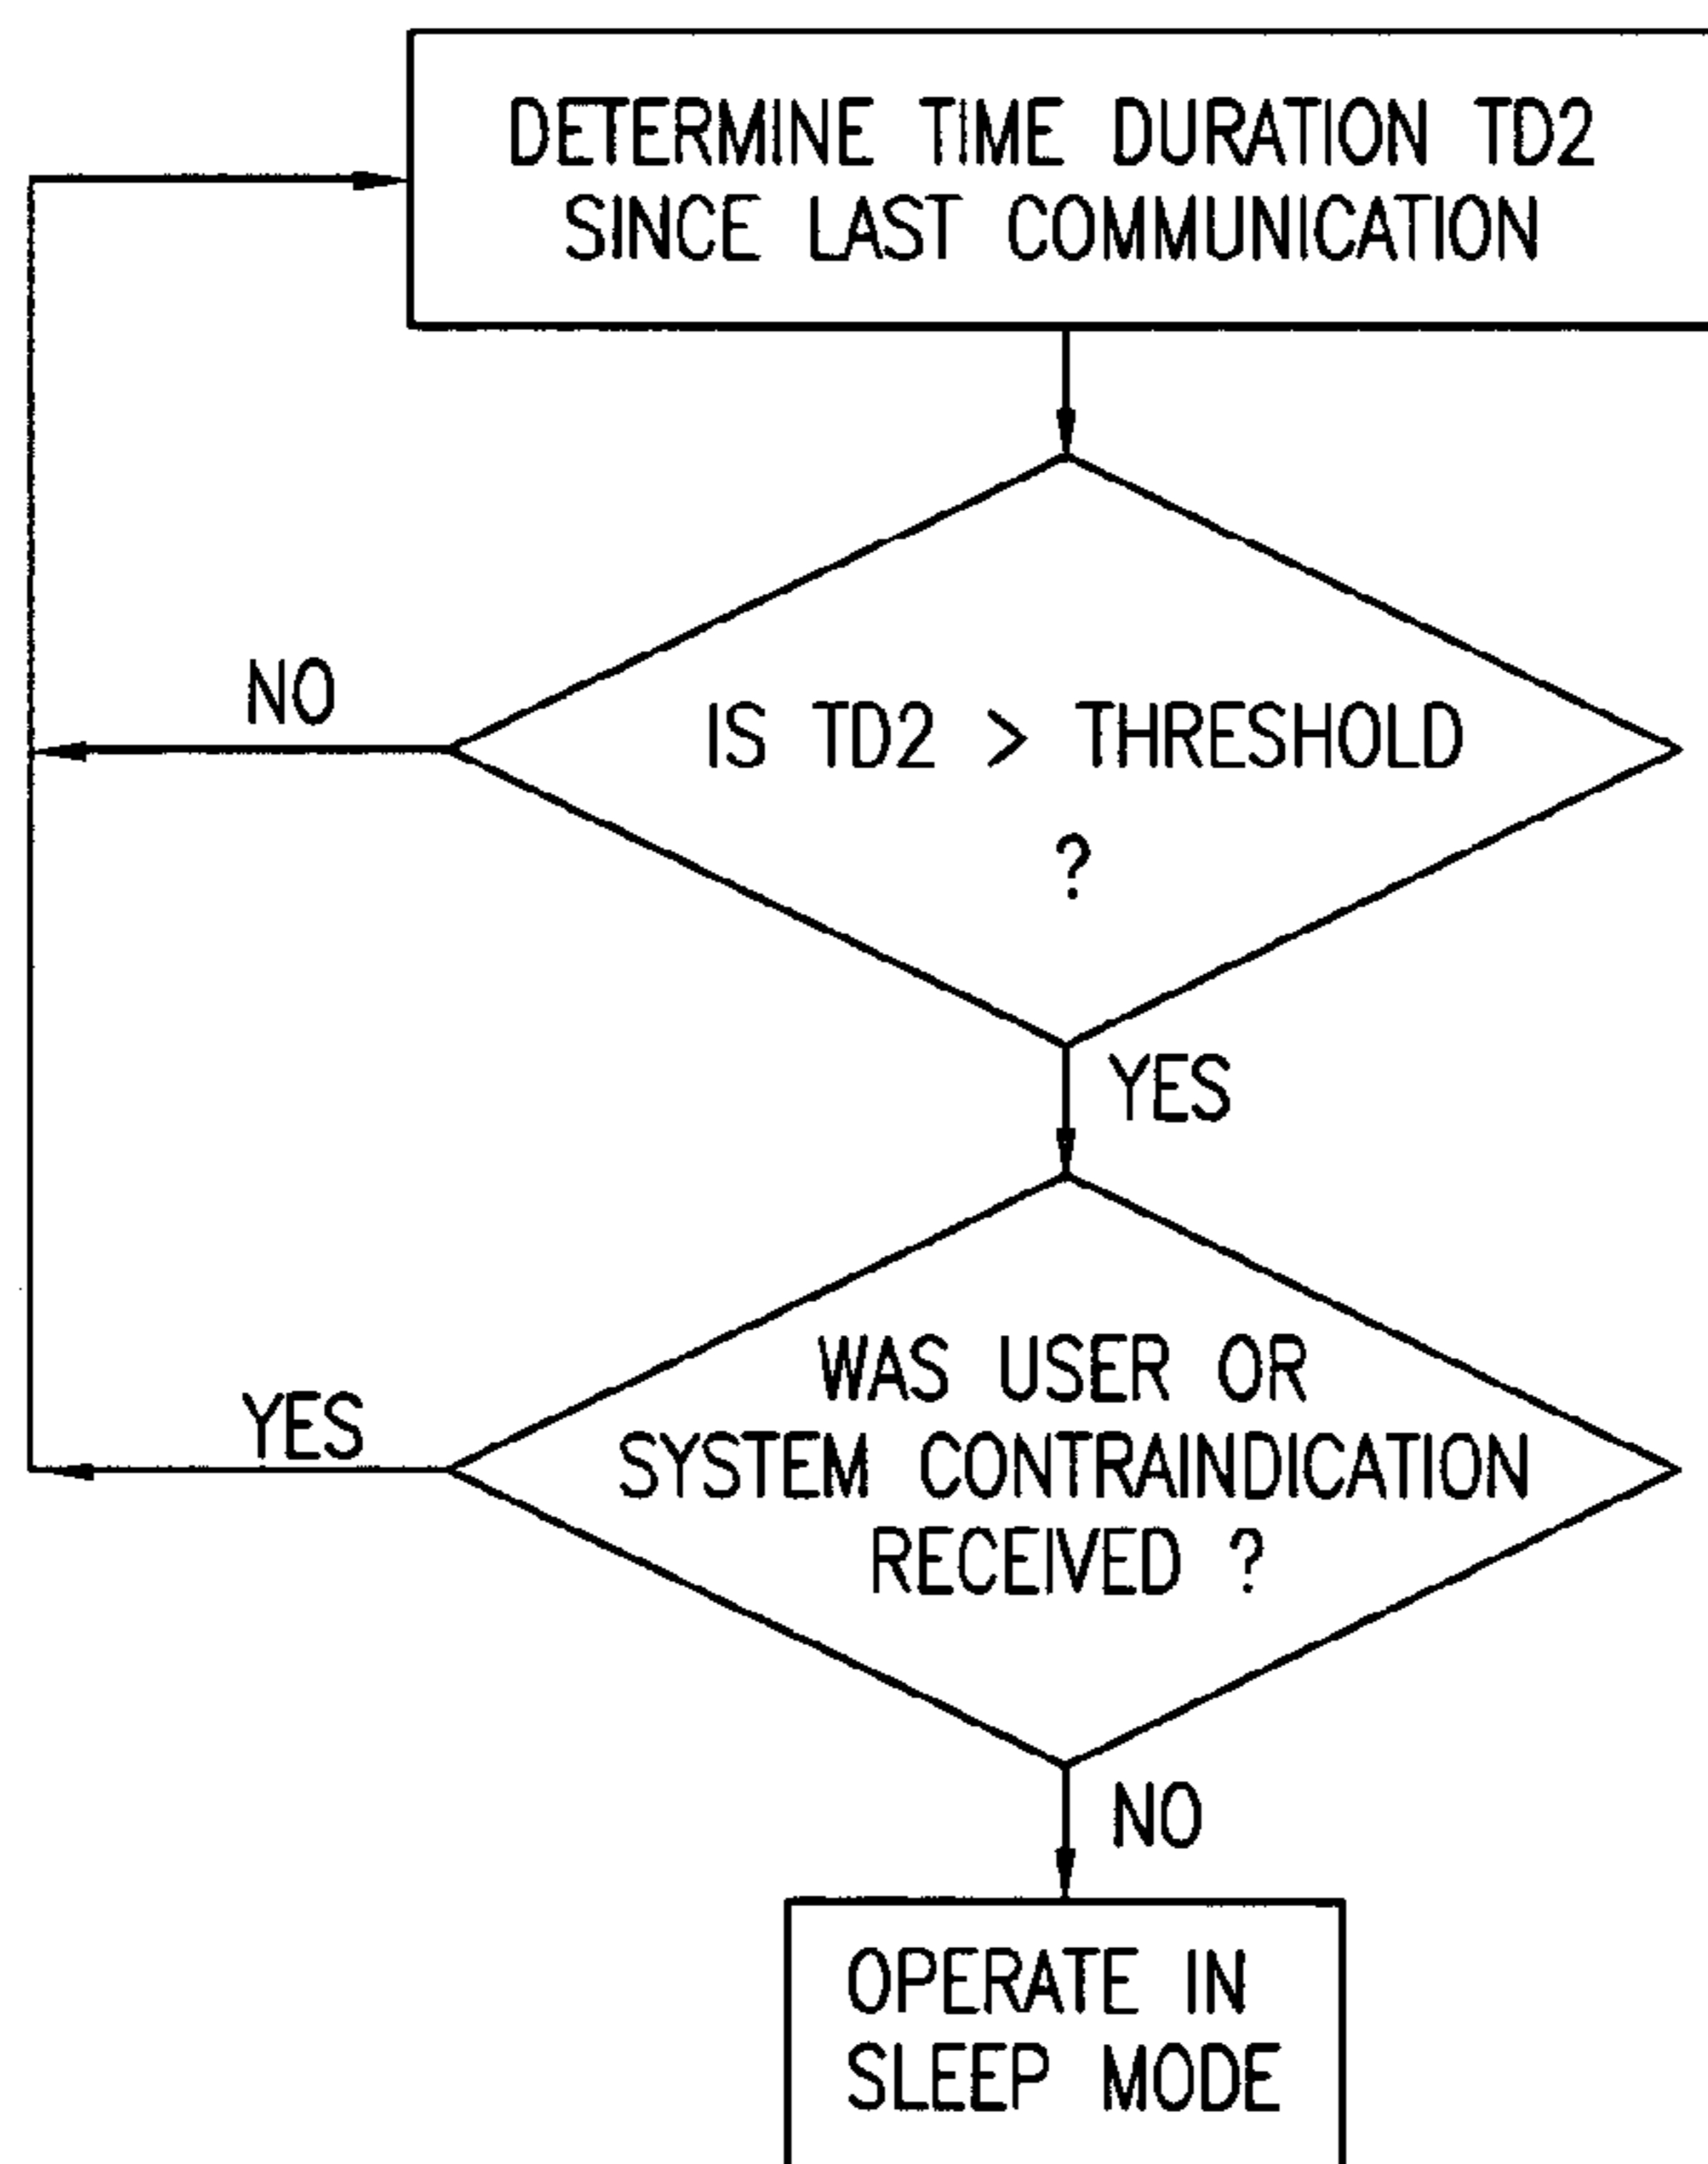 DETERMINE TIME DURATION TD2
SINCE LAST COMMUNICATION
NO
IS TD2 > THRESHOLD
?
YES
WAS USER OR
YES
SYSTEM CONTRAINDICATION
RECEIVED ?
NO
OPERATE IN
SLEEP MODE